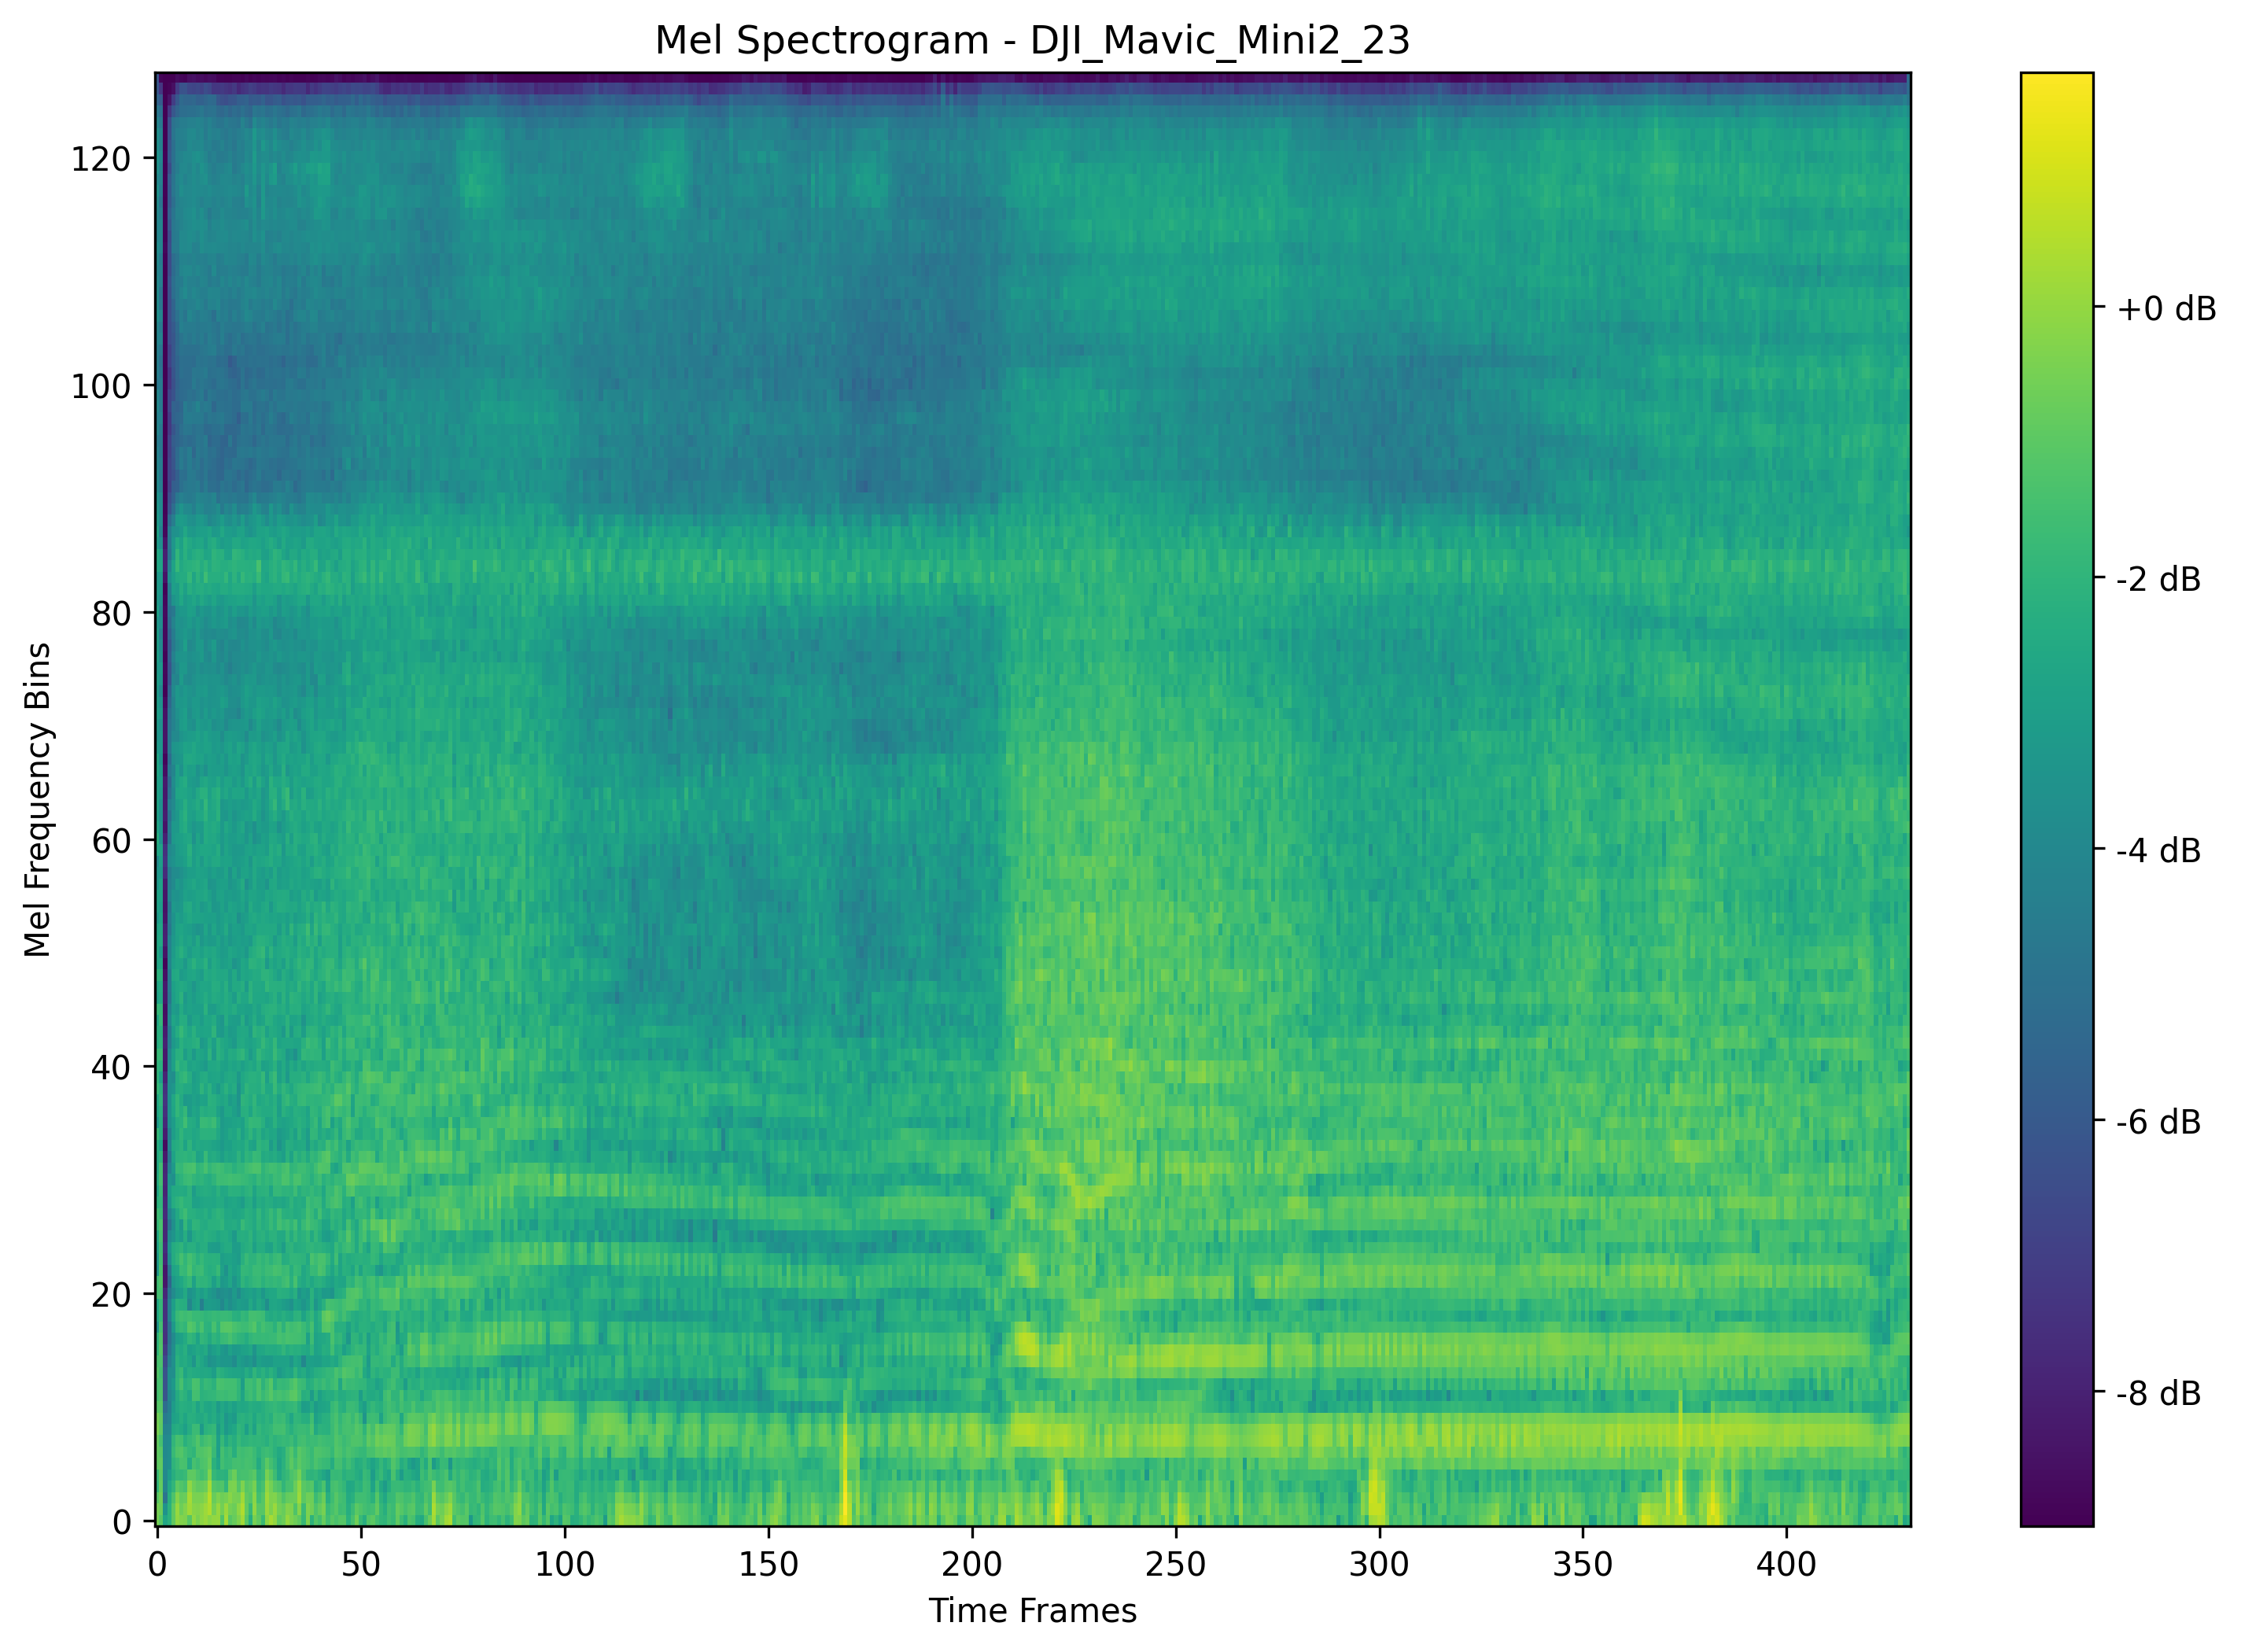 Mel Spectrogram - DJI_Mavic_Mini2_23
120
100
80
60
40
20
0
Mel Frequency Bins
0 50 100 150 200 250 300 350 400
Time Frames
+0 dB
-2 dB
-4 dB
-6 dB
-8 dB